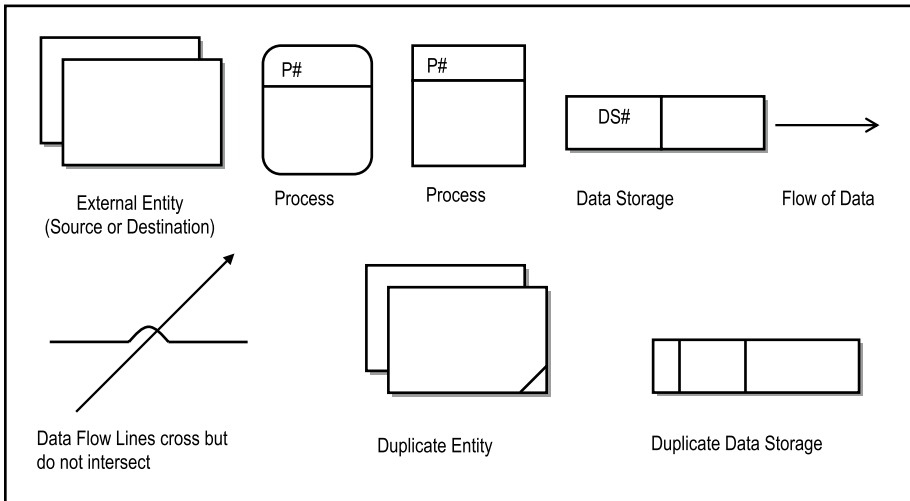 P#
P#
DS#
External Entity
(Source or Destination)
Process
Process
Data Storage
Flow of Data
Data Flow Lines cross but
do not intersect
Duplicate Entity
Duplicate Data Storage